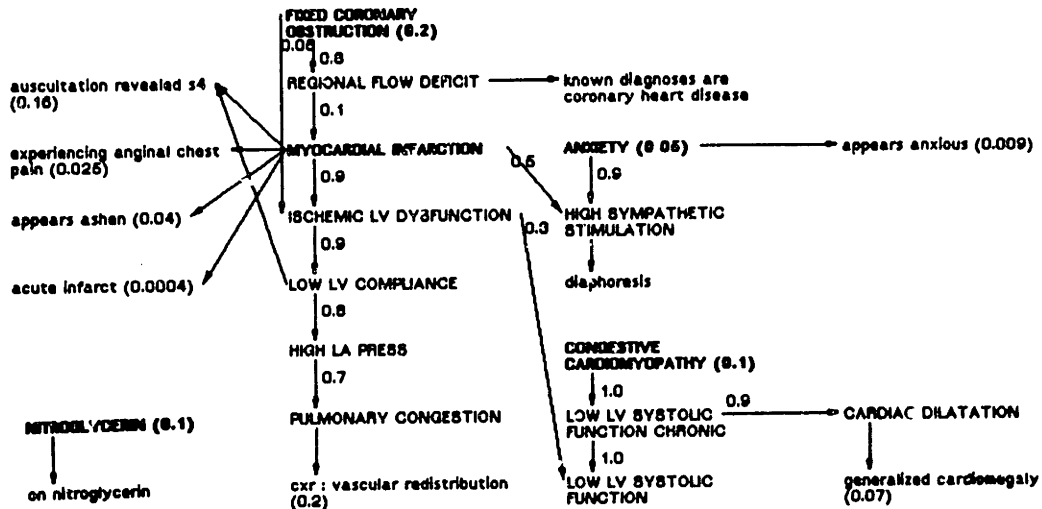 FIXED CORONARY
OBSTRUCTION (0.2)
0.08
0.8
auscultation revealed s4
(0.16)
REGIONAL FLOW DEFICIT
known diagnoses are
coronary heart disease
0.1
experiencing anginal chest
pain (0.025)
MYOCARDIAL INFARCTION
0.5
ANXIETY (0.05)
appears anxious (0.009)
0.9
0.9
appears ashen (0.04)
ISCHEMIC LV DYSFUNCTION
0.3
HIGH SYMPATHETIC
STIMULATION
0.9
acute infarct (0.0004)
LOW LV COMPLIANCE
diaphoresis
0.8
HIGH LA PRESS
CONGESTIVE
CARDIOMYOPATHY (0.1)
0.7
1.0
0.9
NITROGLYCERIN (0.1)
PULMONARY CONGESTION
LOW LV SYSTOLIC
FUNCTION CHRONIC
CARDIAC DILATATION
1.0
on nitroglycerin
cxr : vascular redistribution
(0.2)
LOW LV SYSTOLIC
FUNCTION
generalized cardiomegaly
(0.07)